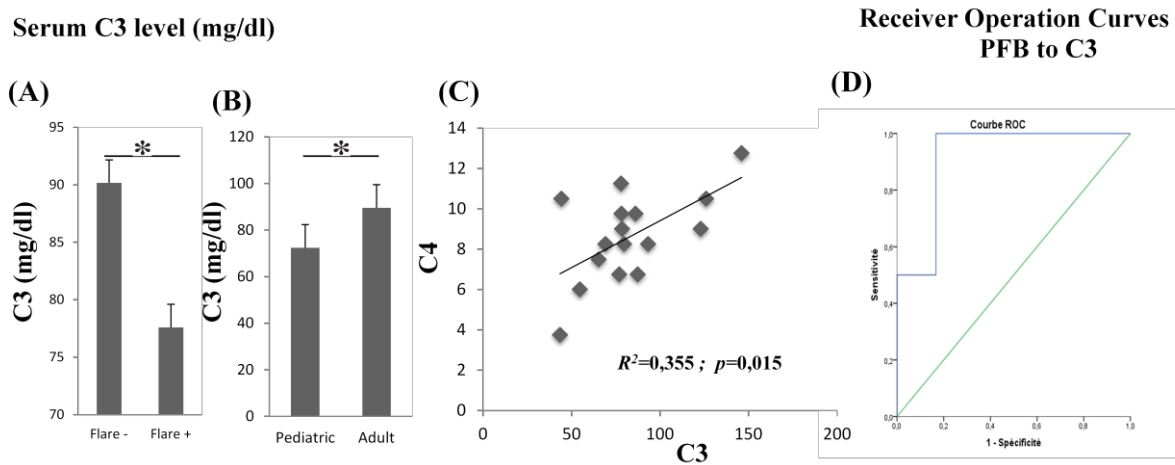 Serum C3 level (mg/dl)
Receiver Operation Curves
PFB to C3
(A)
C3 (mg/dl)
95
90
85
80
75
70
*
Flare -
Flare +
(B)
C3 (mg/dl)
120
100
80
60
40
20
0
*
Pediatric
Adult
(C)
C4
14
12
10
8
6
4
2
0
R²=0,355 ; p=0,015
0
50
100
150
200
C3
(D)
Courbe ROC
Sensitivité
1,0
0,8
0,6
0,4
0,2
0,0
0,0
0,2
0,4
0,6
0,8
1,0
1 - Spécificité